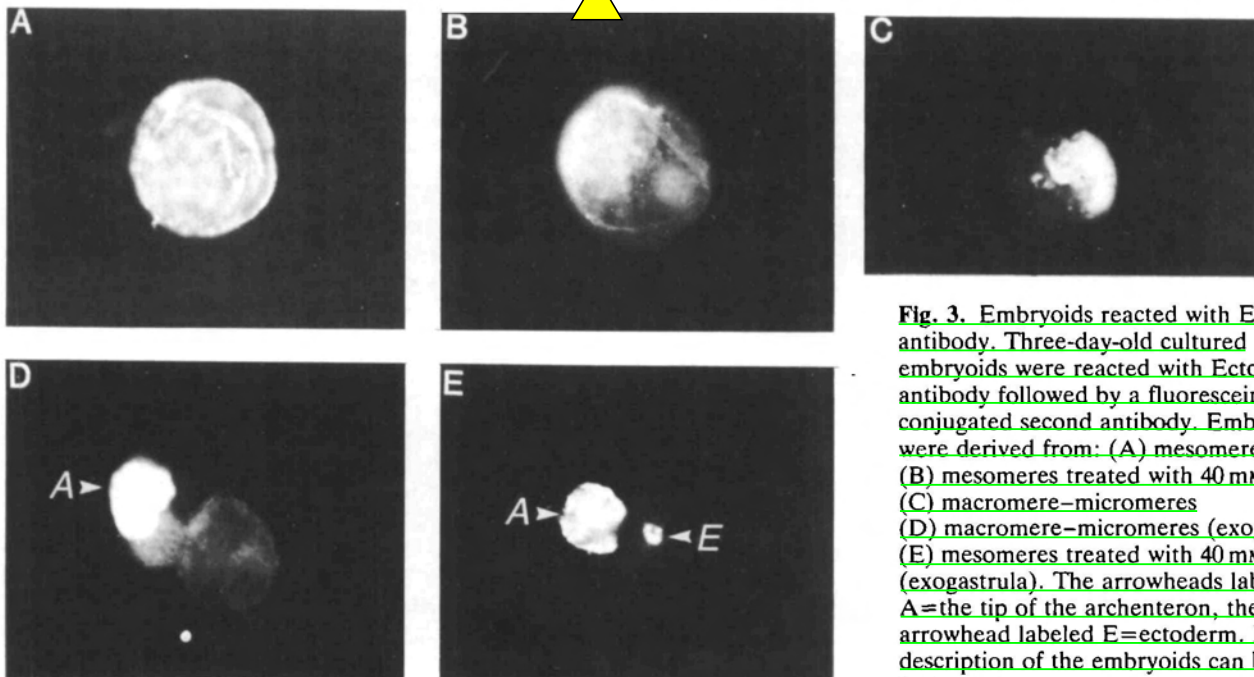 A
B
C
D
A
E
A
E
Fig. 3. Embryoids reacted with E
antibody. Three-day-old cultured
embryoids were reacted with Ecto
antibody followed by a fluorescein
conjugated second antibody. Emb
were derived from: (A) mesomere
(B) mesomeres treated with 40 mM
(C) macromere–micromeres
(D) macromere–micromeres (exo
(E) mesomeres treated with 40 mM
(exogastrula). The arrowheads lab
A=the tip of the archenteron, the
arrowhead labeled E=ectoderm.
description of the embryoids can b